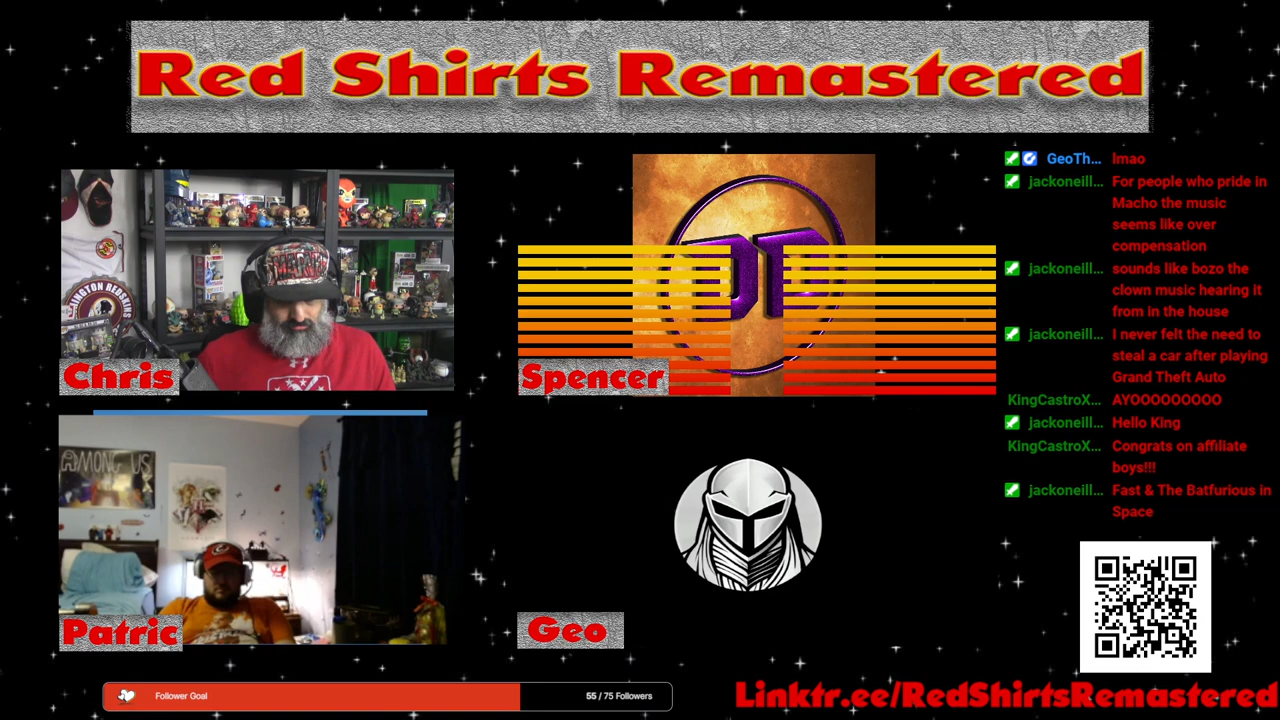 Red Shirts Remastered
GeoTh... lmao
jackoneill... For people who pride in
Macho the music
seems like over
compensation
jackoneill... sounds like bozo the
clown music hearing it
from in the house
jackoneill... I never felt the need to
steal a car after playing
Grand Theft Auto
KingCastroX... AYOOOOOOOOO
jackoneill... Hello King
KingCastroX... Congrats on affiliate
boys!!!
jackoneill... Fast & The Batfurious in
Space
INGTON REDSKINS
Chris
DP
Spencer
AMONG US
Patric
Geo
Follower Goal
55 / 75 Followers
Linktr.ee/RedShirtsRemastered